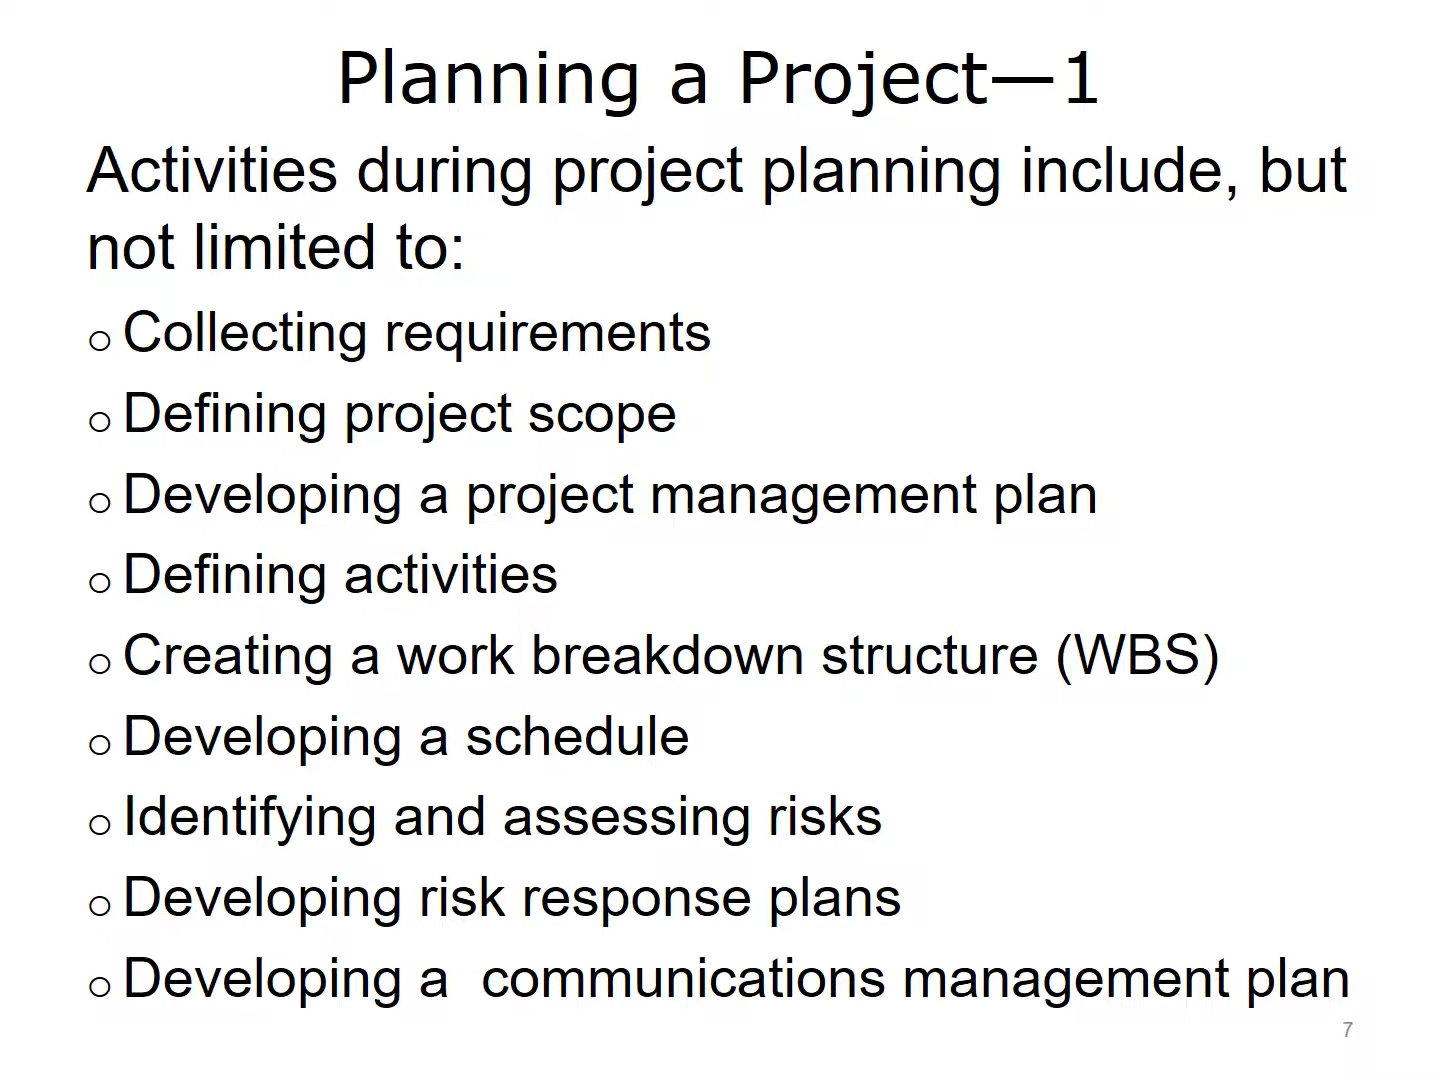 Planning a Project—1
Activities during project planning include, but
not limited to:
o Collecting requirements
o Defining project scope
o Developing a project management plan
o Defining activities
o Creating a work breakdown structure (WBS)
o Developing a schedule
o Identifying and assessing risks
o Developing risk response plans
o Developing a  communications management plan
7